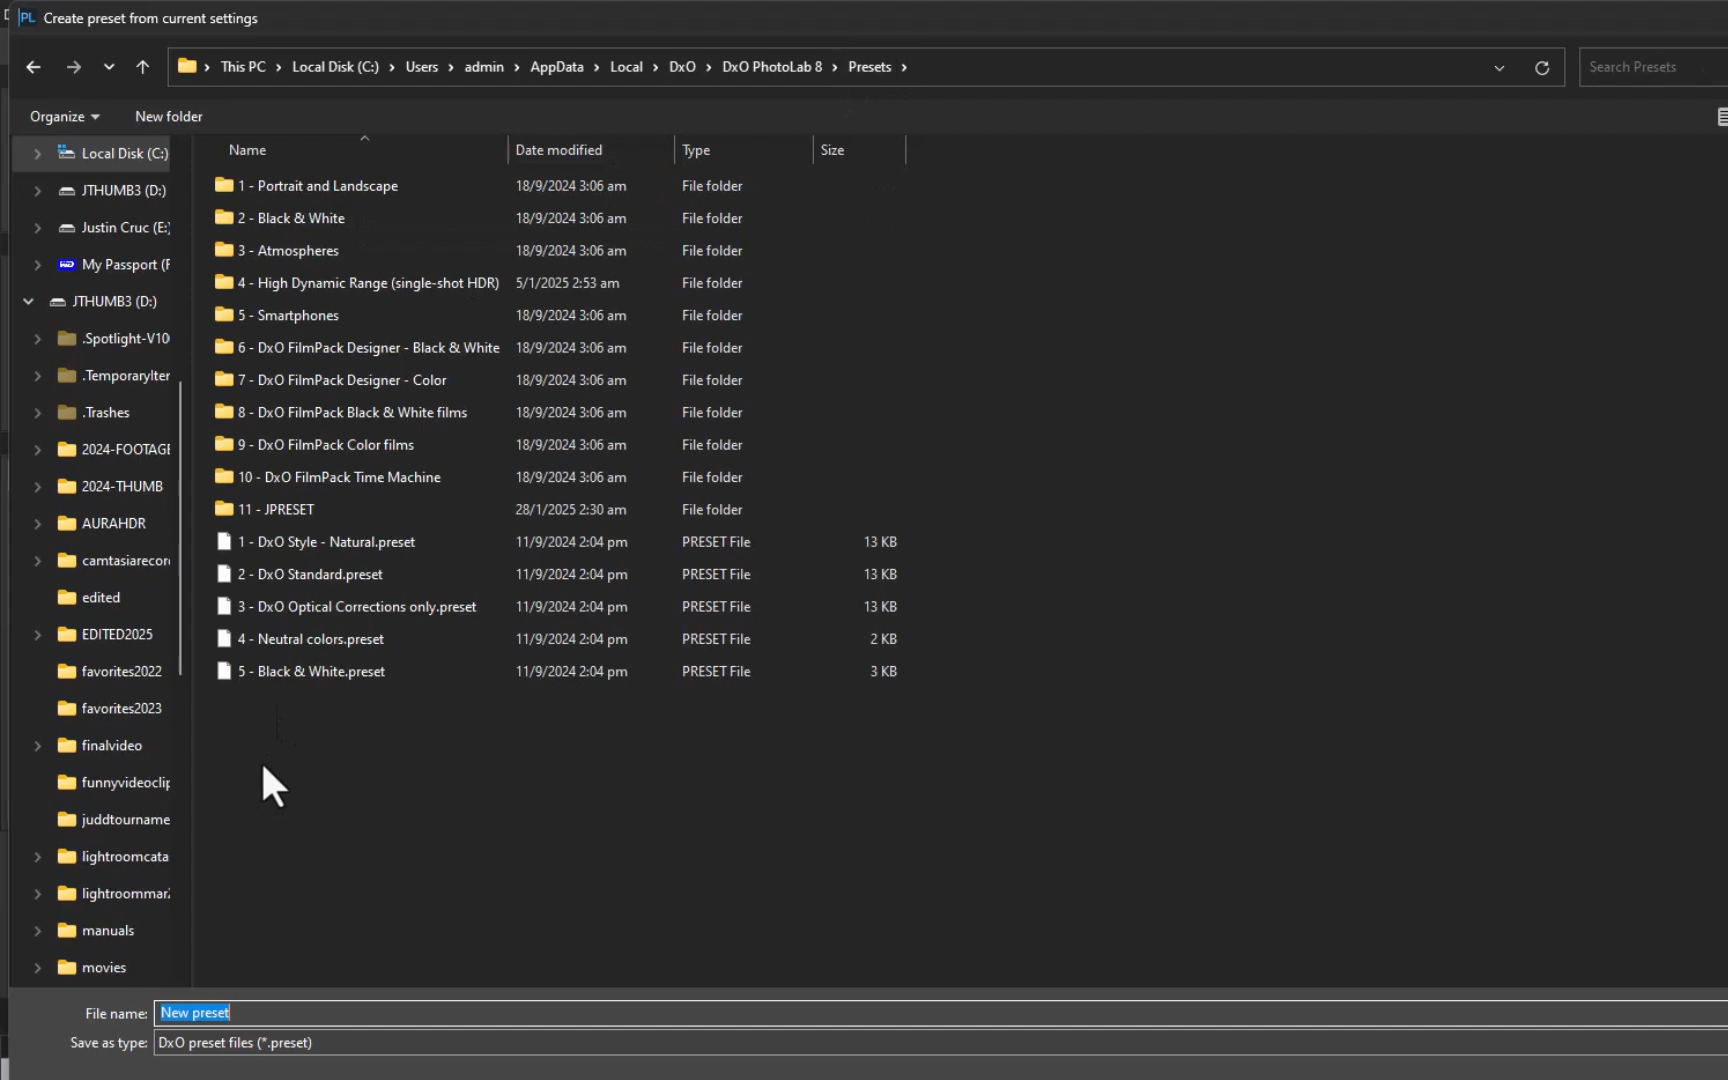 PL Create preset from current settings
This PC > Local Disk (C:) > Users > admin > AppData > Local > DxO > DxO PhotoLab 8 > Presets >
Search Presets
Organize
New folder
Local Disk (C:)
JTHUMB3 (D:)
Justin Cruc (E:)
My Passport (F
JTHUMB3 (D:)
.Spotlight-V10
.TemporaryIter
.Trashes
2024-FOOTAGE
2024-THUMB
AURAHDR
camtasiarecor
edited
EDITED2025
favorites2022
favorites2023
finalvideo
funnyvideoclip
juddtourname
lightroomcata
lightroommar
manuals
movies
Name Date modified Type Size
1 - Portrait and Landscape 18/9/2024 3:06 am File folder
2 - Black & White 18/9/2024 3:06 am File folder
3 - Atmospheres 18/9/2024 3:06 am File folder
4 - High Dynamic Range (single-shot HDR) 5/1/2025 2:53 am File folder
5 - Smartphones 18/9/2024 3:06 am File folder
6 - DxO FilmPack Designer - Black & White 18/9/2024 3:06 am File folder
7 - DxO FilmPack Designer - Color 18/9/2024 3:06 am File folder
8 - DxO FilmPack Black & White films 18/9/2024 3:06 am File folder
9 - DxO FilmPack Color films 18/9/2024 3:06 am File folder
10 - DxO FilmPack Time Machine 18/9/2024 3:06 am File folder
11 - JPRESET 28/1/2025 2:30 am File folder
1 - DxO Style - Natural.preset 11/9/2024 2:04 pm PRESET File 13 KB
2 - DxO Standard.preset 11/9/2024 2:04 pm PRESET File 13 KB
3 - DxO Optical Corrections only.preset 11/9/2024 2:04 pm PRESET File 13 KB
4 - Neutral colors.preset 11/9/2024 2:04 pm PRESET File 2 KB
5 - Black & White.preset 11/9/2024 2:04 pm PRESET File 3 KB
File name: New preset
Save as type: DxO preset files (*.preset)